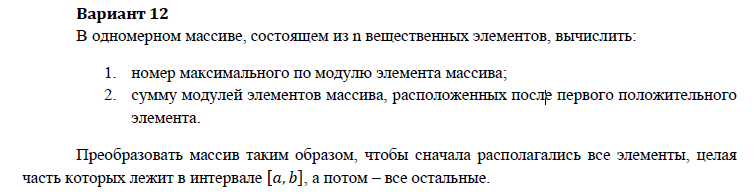 Вариант 12
В одномерном массиве, состоящем из n вещественных элементов, вычислить:
1. номер максимального по модулю элемента массива;
2. сумму модулей элементов массива, расположенных после первого положительного
элемента.
Преобразовать массив таким образом, чтобы сначала располагались все элементы, целая
часть которых лежит в интервале [a, b], а потом – все остальные.